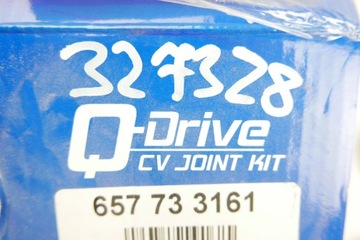 327328
Q-Drive
CV JOINT KIT
657 73 3161